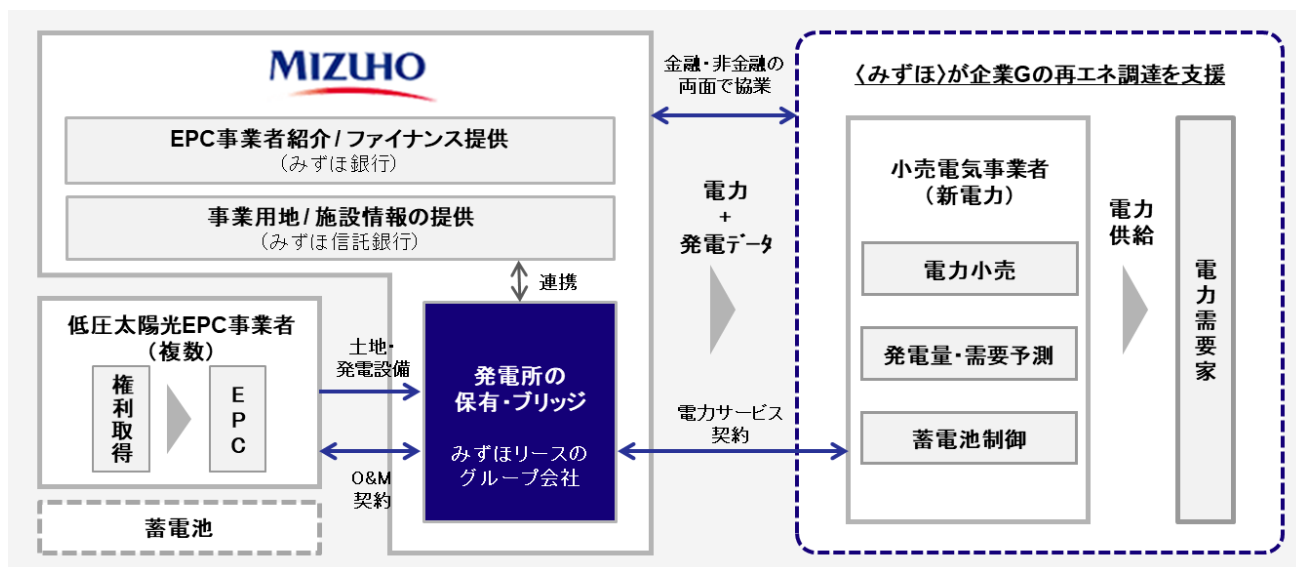 MIZUHO
EPC事業者紹介/ファイナンス提供
（みずほ銀行）
事業用地/施設情報の提供
（みずほ信託銀行）
連携
低圧太陽光EPC事業者
（複数）
権利取得
EPC
土地・
発電設備
O&M
契約
蓄電池
発電所の
保有・ブリッジ
みずほリースの
グループ会社
金融・非金融の
両面で協業
電力
+
発電データ
電力サービス
契約
〈みずほ〉が企業Gの再エネ調達を支援
小売電気事業者
（新電力）
電力小売
発電量・需要予測
蓄電池制御
電力
供給
電力需要家